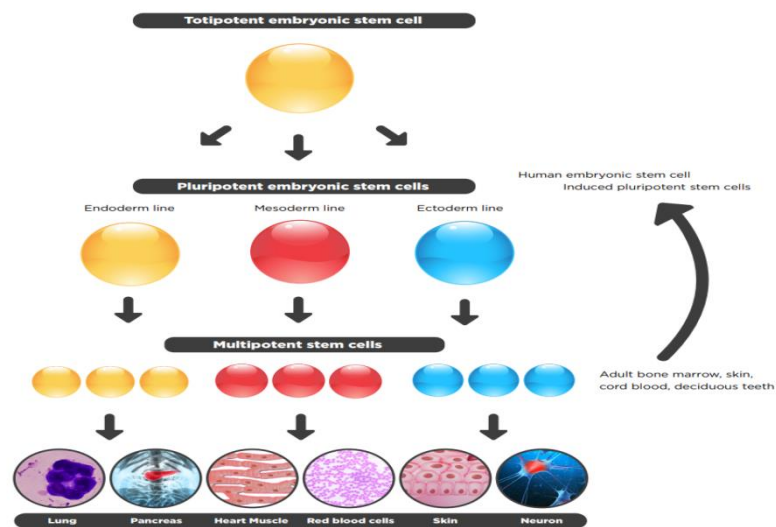 Totipotent embryonic stem cell
Pluripotent embryonic stem cells
Human embryonic stem cell
Induced pluripotent stem cells
Endoderm line
Mesoderm line
Ectoderm line
Multipotent stem cells
Adult bone marrow, skin,
cord blood, deciduous teeth
Lung
Pancreas
Heart Muscle
Red blood cells
Skin
Neuron